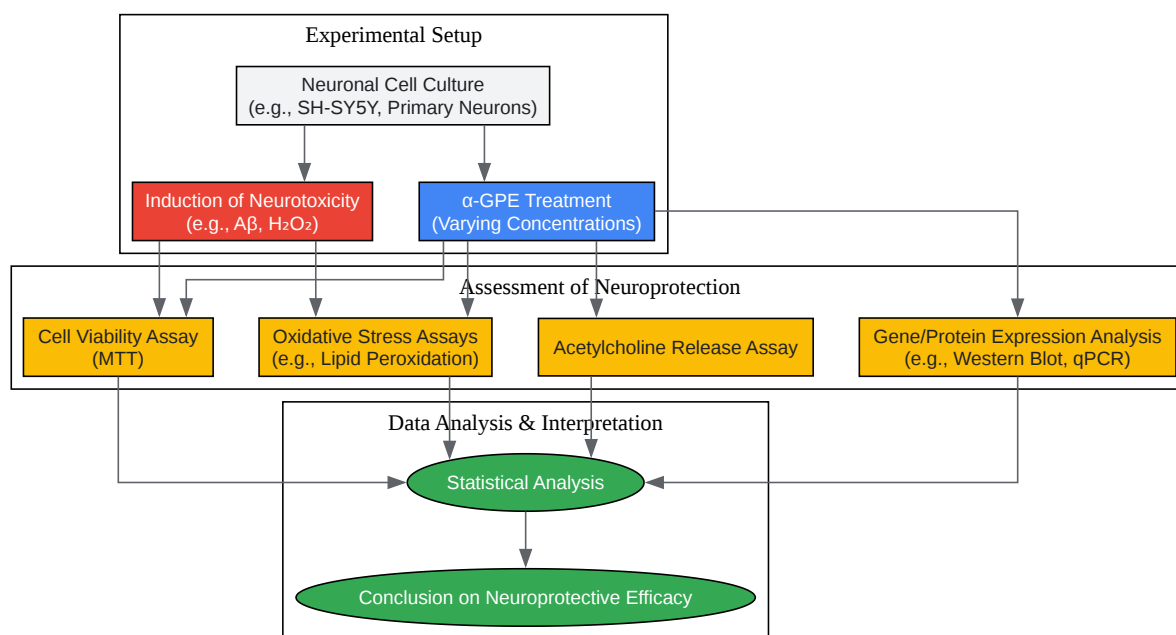 Experimental Setup
Neuronal Cell Culture
(e.g., SH-SY5Y, Primary Neurons)
Induction of Neurotoxicity
(e.g., Aβ, H₂O₂)
α-GPE Treatment
(Varying Concentrations)
Assessment of Neuroprotection
Cell Viability Assay
(MTT)
Oxidative Stress Assays
(e.g., Lipid Peroxidation)
Acetylcholine Release Assay
Gene/Protein Expression Analysis
(e.g., Western Blot, qPCR)
Data Analysis & Interpretation
Statistical Analysis
Conclusion on Neuroprotective Efficacy